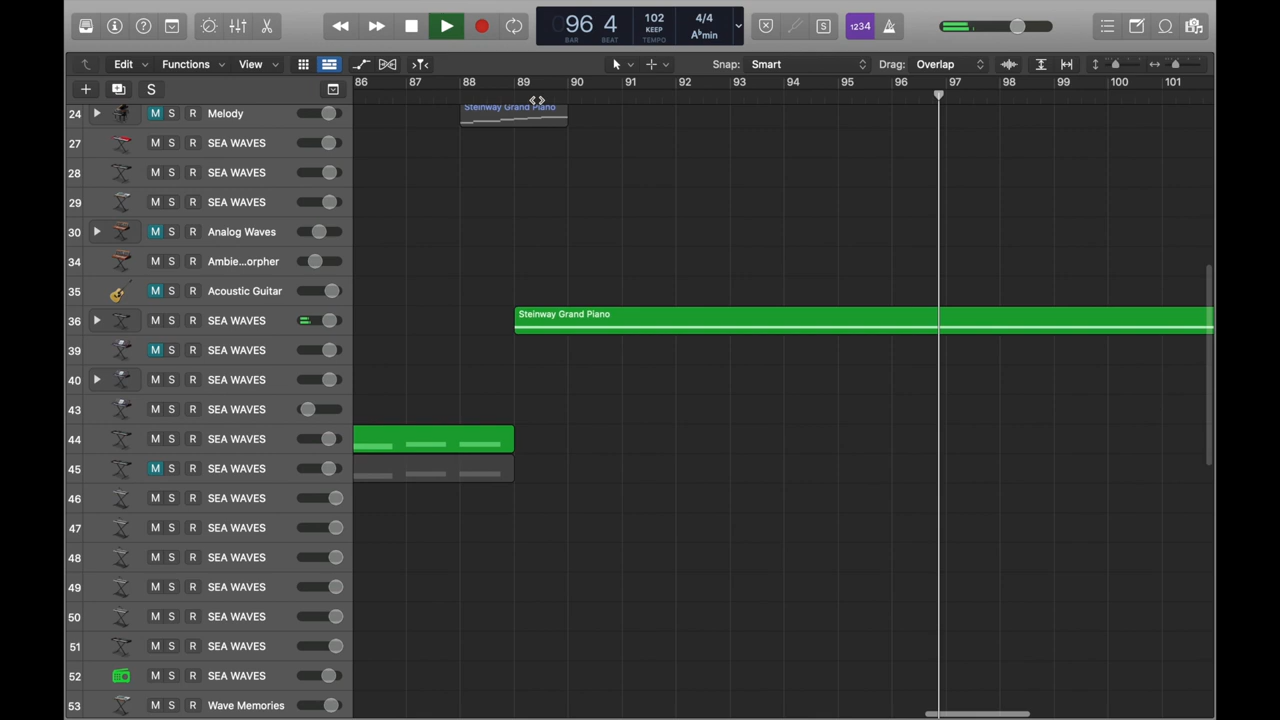 096 4
BAR BEAT
102
KEEP
TEMPO
4/4
A♭min
S
1234
Edit
Functions
View
Snap: Smart
Drag: Overlap
S
86 87 88 89 90 91 92 93 94 95 96 97 98 99 100 101
24 M S R Melody
Steinway Grand Piano
27 M S R SEA WAVES
28 M S R SEA WAVES
29 M S R SEA WAVES
30 M S R Analog Waves
34 M S R Ambie...orpher
35 M S R Acoustic Guitar
36 M S R SEA WAVES
Steinway Grand Piano
39 M S R SEA WAVES
40 M S R SEA WAVES
43 M S R SEA WAVES
44 M S R SEA WAVES
45 M S R SEA WAVES
46 M S R SEA WAVES
47 M S R SEA WAVES
48 M S R SEA WAVES
49 M S R SEA WAVES
50 M S R SEA WAVES
51 M S R SEA WAVES
52 M S R SEA WAVES
53 M S R Wave Memories